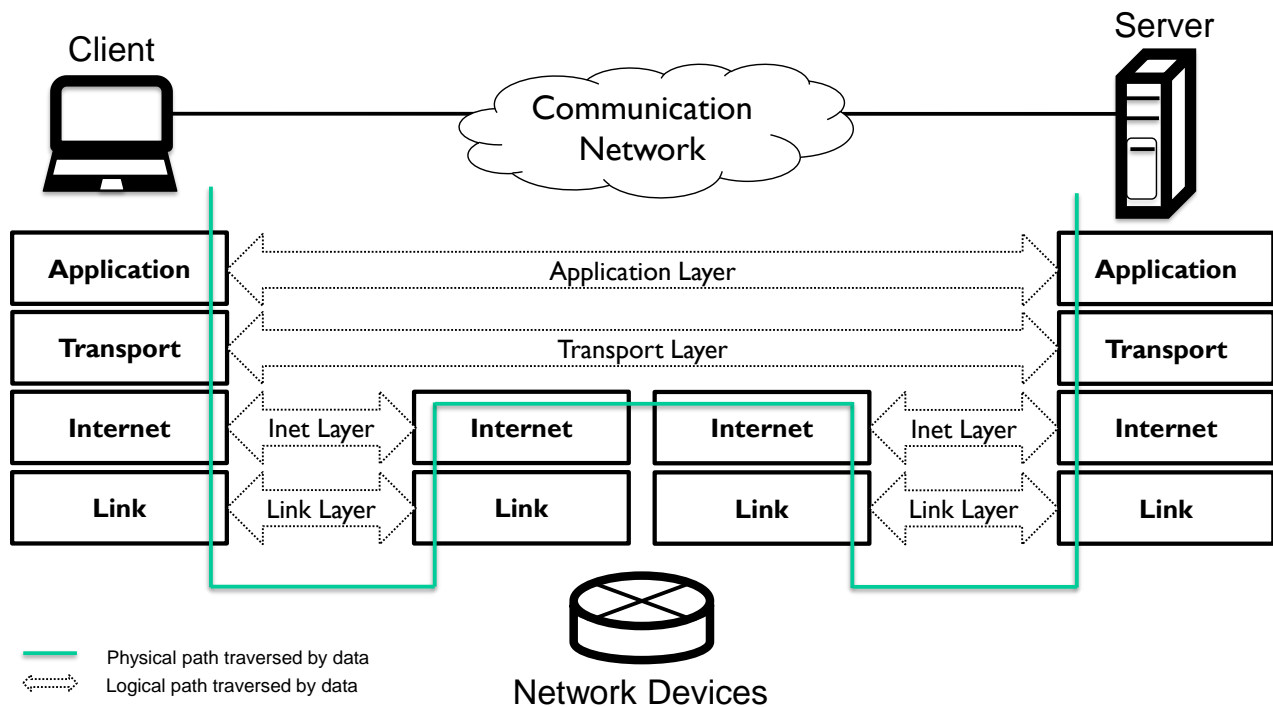 Client
Server
Communication
Network
Application
Application Layer
Application
Transport
Transport Layer
Transport
Internet
Inet Layer
Internet
Internet
Inet Layer
Internet
Link
Link Layer
Link
Link
Link Layer
Link
Physical path traversed by data
Logical path traversed by data
Network Devices